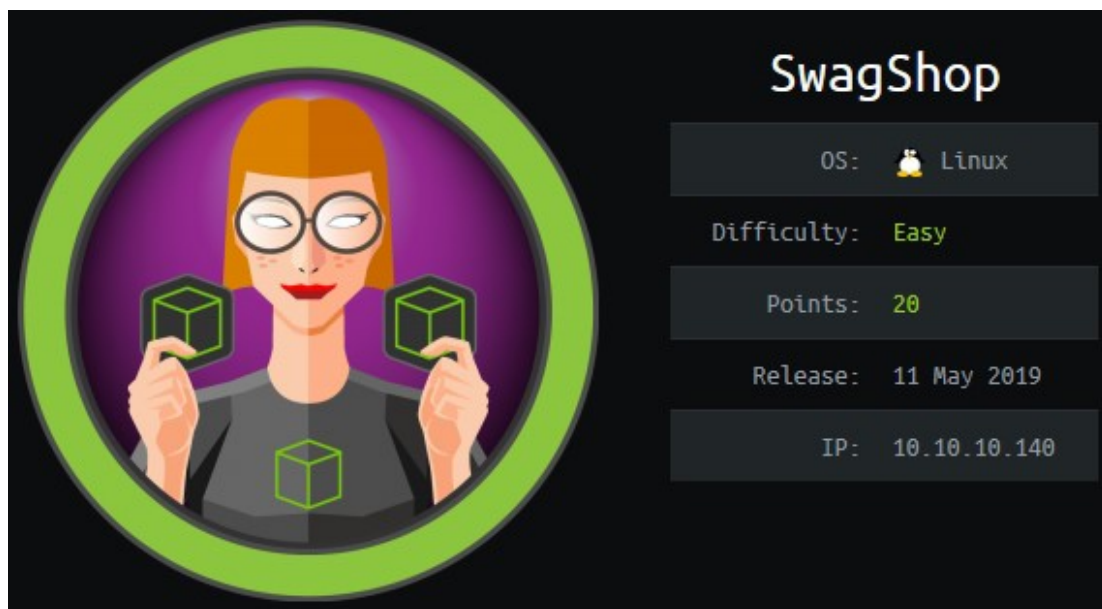 SwagShop
OS: Linux
Difficulty: Easy
Points: 20
Release: 11 May 2019
IP: 10.10.10.140